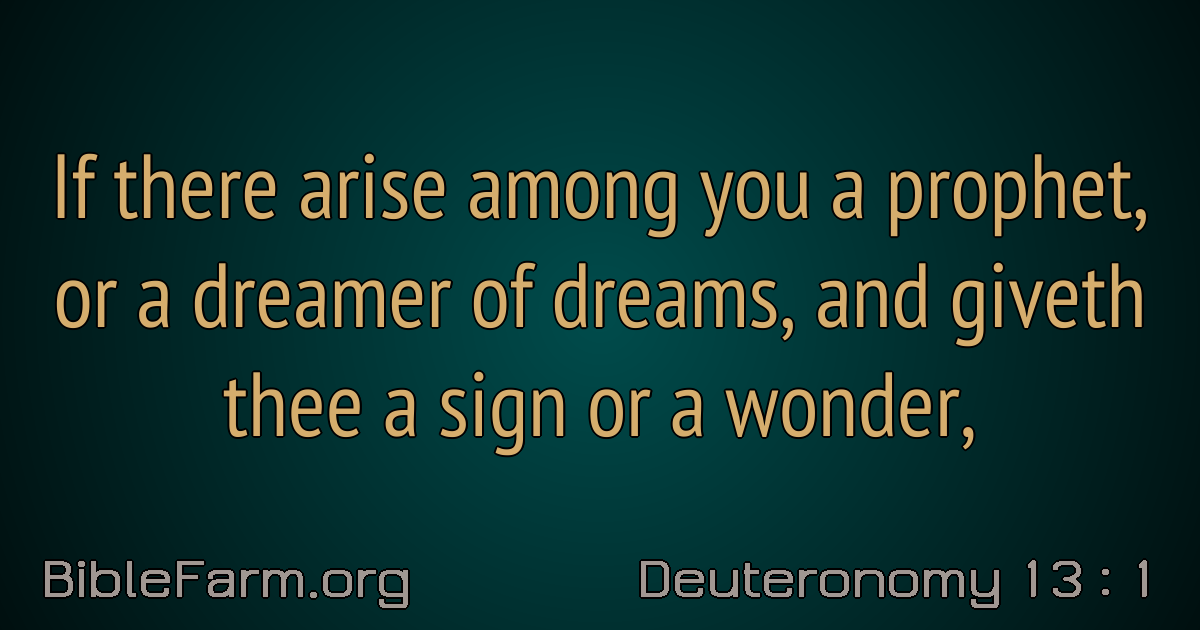 If there arise among you a prophet,
or a dreamer of dreams, and giveth
thee a sign or a wonder,
BibleFarm.org
Deuteronomy 13 : 1